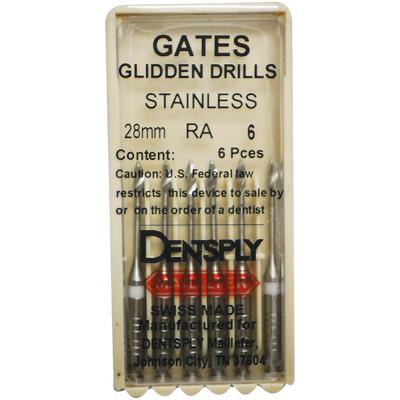 GATES
GLIDDEN DRILLS
STAINLESS
28mm RA 6
Content: 6 Pces
Caution: U.S. Federal law
restricts this device to sale by
or on the order of a dentist
DENTSPLY
MAILLEFER
SWISS MADE
Manufactured for
DENTSPLY Maillefer,
Johnson City, TN 37604